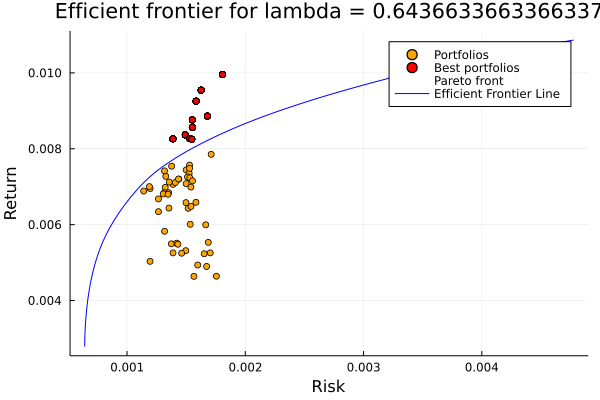 Efficient frontier for lambda = 0.6436633663366337
Portfolios
Best portfolios
Pareto front
Efficient Frontier Line
Return
0.010
0.008
0.006
0.004
0.001
0.002
0.003
0.004
Risk